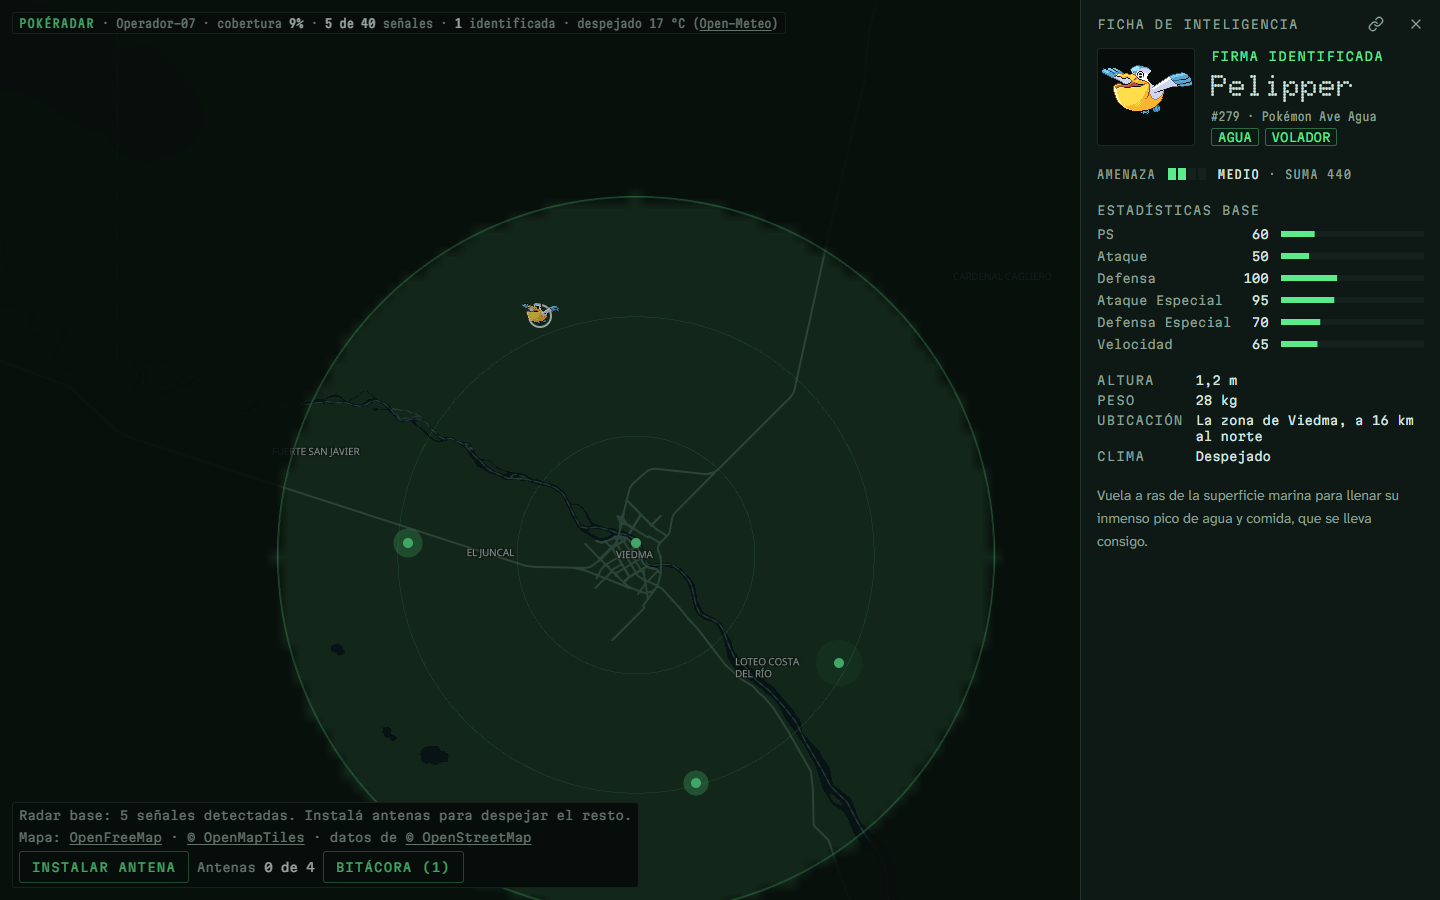 POKÉRADAR · Operador-07 · cobertura 9% · 5 de 40 señales · 1 identificada · despejado 17 °C (Open-Meteo)
CARDENAL CAGLIERO
FUERTE SAN JAVIER
EL JUNCAL
VIEDMA
LOTEO COSTA
DEL RÍO
Radar base: 5 señales detectadas. Instalá antenas para despejar el resto.
Mapa: OpenFreeMap · © OpenMapTiles · datos de © OpenStreetMap
INSTALAR ANTENA Antenas 0 de 4 BITÁCORA (1)
FICHA DE INTELIGENCIA
FIRMA IDENTIFICADA
Pelipper
#279 · Pokémon Ave Agua
AGUA VOLADOR
AMENAZA MEDIO · SUMA 440
ESTADÍSTICAS BASE
PS 60
Ataque 50
Defensa 100
Ataque Especial 95
Defensa Especial 70
Velocidad 65
ALTURA 1,2 m
PESO 28 kg
UBICACIÓN La zona de Viedma, a 16 km
al norte
CLIMA Despejado
Vuela a ras de la superficie marina para llenar su
inmenso pico de agua y comida, que se lleva
consigo.